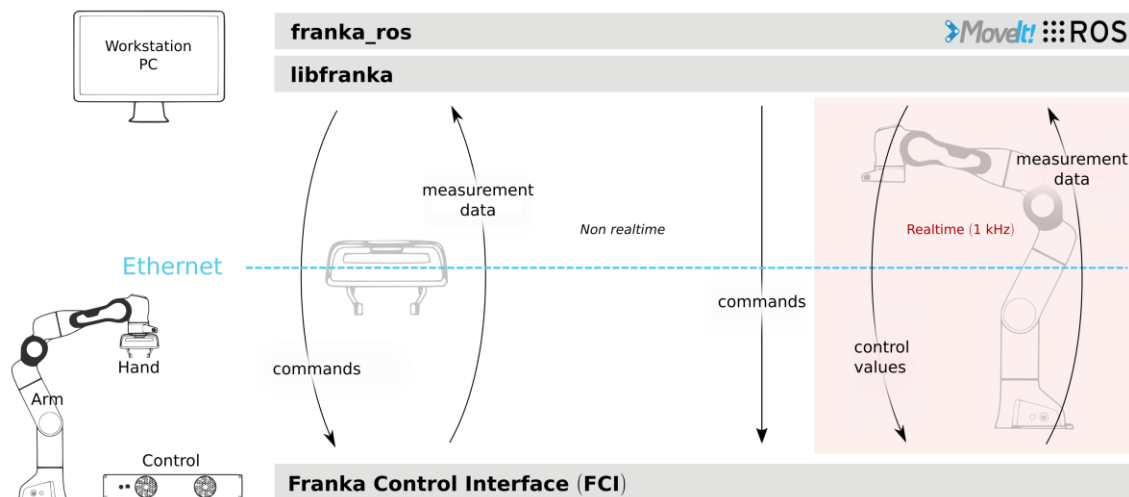 Workstation
PC
franka_ros
MoveIt! ROS
libfranka
measurement
data
Non realtime
measurement
data
Realtime (1 kHz)
Ethernet
commands
control
values
commands
Hand
Arm
Control
Franka Control Interface (FCI)